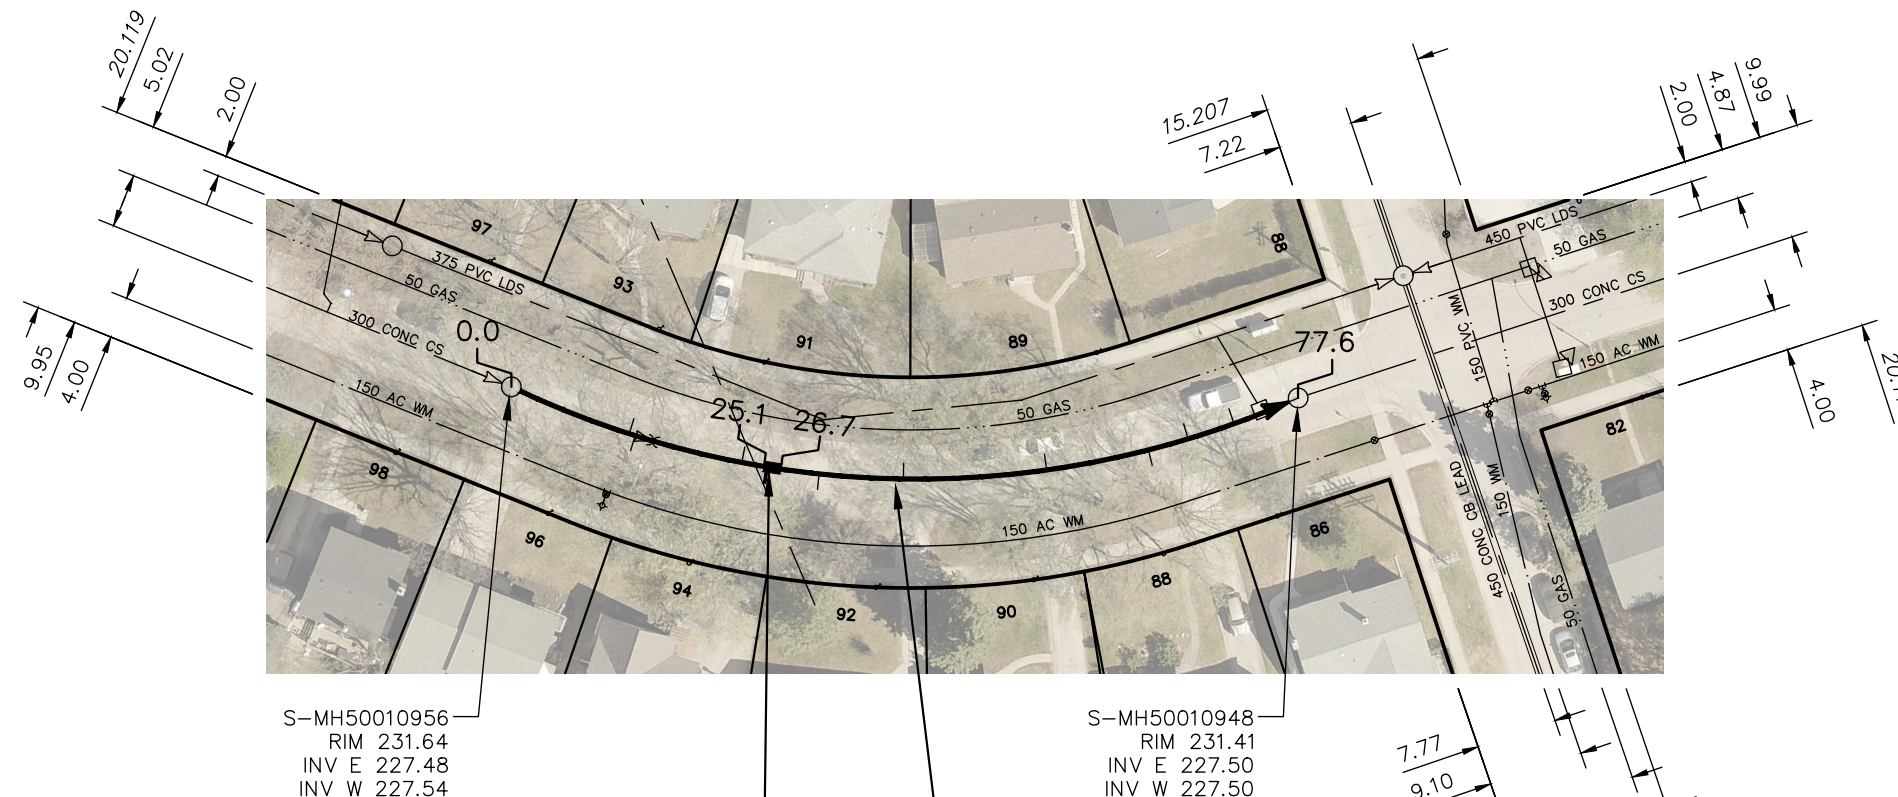 20.119
5.02
2.00
15.207
7.22
2.00
4.87
9.99
97
93
91
89
88
375 PVC LDS
50 GAS
300 CONC CS
0.0
150 AC WM
25.1
26.7
50 GAS
77.6
450 PVC LDS
50 GAS
300 CONC CS
150 PVC WM
150 AC WM
9.95
4.00
4.00
98
96
94
92
90
88
86
82
150 AC WM
450 CONC CB LEAD
150 WM
50 GAS
S-MH50010956
RIM 231.64
INV E 227.48
INV W 227.54
S-MH50010948
RIM 231.41
INV E 227.50
INV W 227.50
7.77
9.10